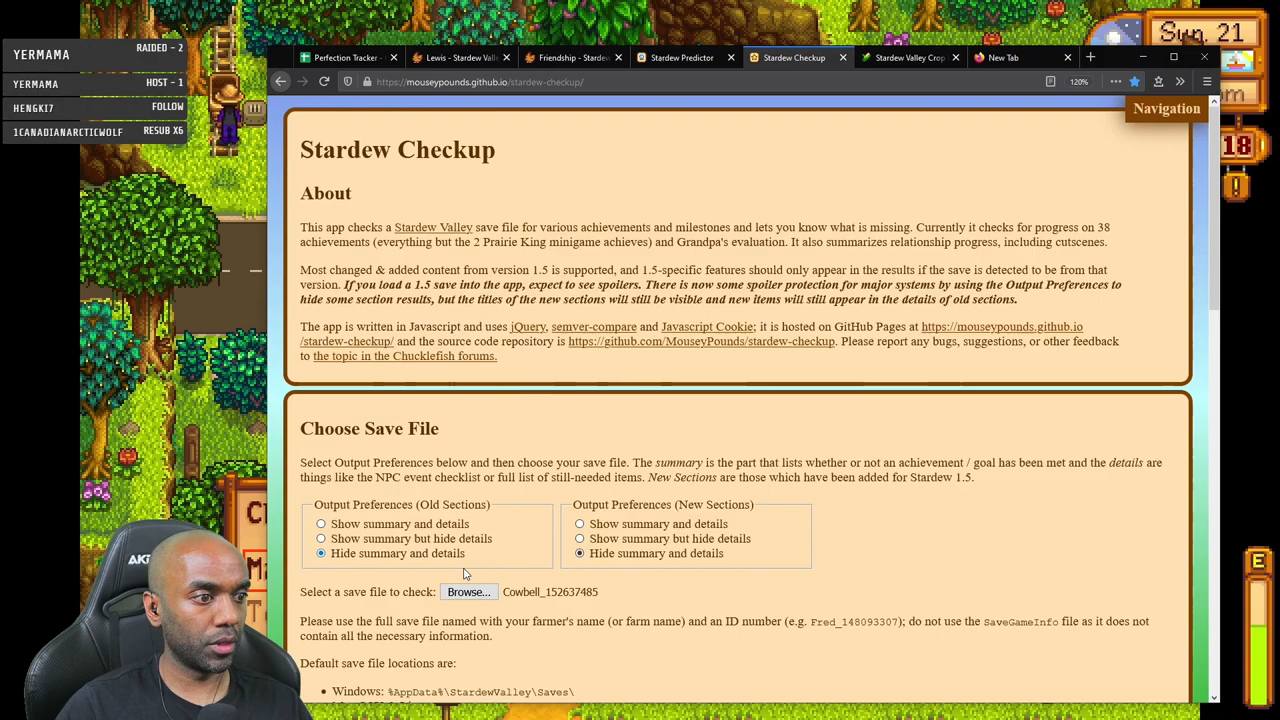 YERMAMA RAIDED - 2
YERMAMA HOST - 1
HENGKI7 FOLLOW
1CANADIANARCTICWOLF RESUB X6
Sun. 21
18
Perfection Tracker -
Lewis - Stardew Valle
Friendship - Stardew
Stardew Predictor
Stardew Checkup
Stardew Valley Crop
New Tab
https://mouseypounds.github.io/stardew-checkup/
120%
Navigation
Stardew Checkup
About
This app checks a Stardew Valley save file for various achievements and milestones and lets you know what is missing. Currently it checks for progress on 38
achievements (everything but the 2 Prairie King minigame achieves) and Grandpa's evaluation. It also summarizes relationship progress, including cutscenes.
Most changed & added content from version 1.5 is supported, and 1.5-specific features should only appear in the results if the save is detected to be from that
version. If you load a 1.5 save into the app, expect to see spoilers. There is now some spoiler protection for major systems by using the Output Preferences to
hide some section results, but the titles of the new sections will still be visible and new items will still appear in the details of old sections.
The app is written in Javascript and uses jQuery, semver-compare and Javascript Cookie; it is hosted on GitHub Pages at https://mouseypounds.github.io
/stardew-checkup/ and the source code repository is https://github.com/MouseyPounds/stardew-checkup. Please report any bugs, suggestions, or other feedback
to the topic in the Chucklefish forums.
Choose Save File
Select Output Preferences below and then choose your save file. The summary is the part that lists whether or not an achievement / goal has been met and the details are
things like the NPC event checklist or full list of still-needed items. New Sections are those which have been added for Stardew 1.5.
Output Preferences (Old Sections)
Show summary and details
Show summary but hide details
Hide summary and details
Output Preferences (New Sections)
Show summary and details
Show summary but hide details
Hide summary and details
Select a save file to check: Browse... Cowbell_152637485
Please use the full save file named with your farmer's name (or farm name) and an ID number (e.g. Fred_148093307); do not use the SaveGameInfo file as it does not
contain all the necessary information.
Default save file locations are:
Windows: %AppData%\StardewValley\Saves\
AK
E